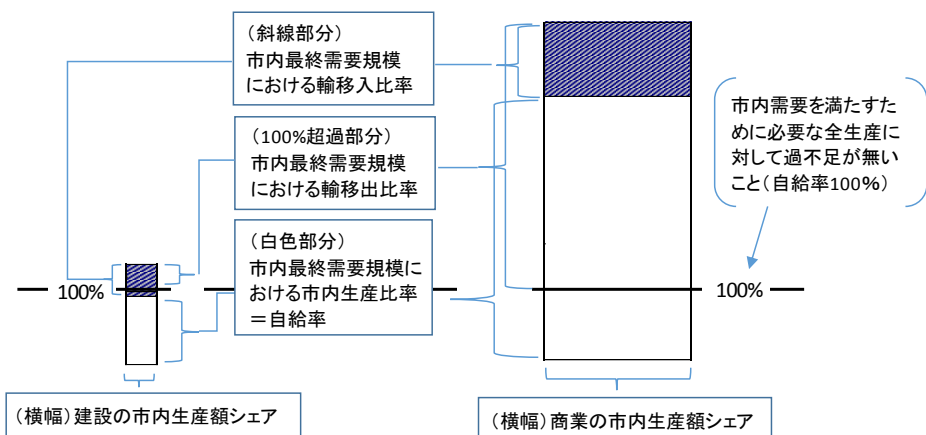 （斜線部分）
市内最終需要規模
における輸移入比率
（100%超過部分）
市内最終需要規模
における輸移出比率
（白色部分）
市内最終需要規模に
おける市内生産比率
＝自給率
市内需要を満たすた
めに必要な全生産に
対して過不足が無い
こと（自給率100％）
100%
100%
（横幅）建設の市内生産額シェア
（横幅）商業の市内生産額シェア